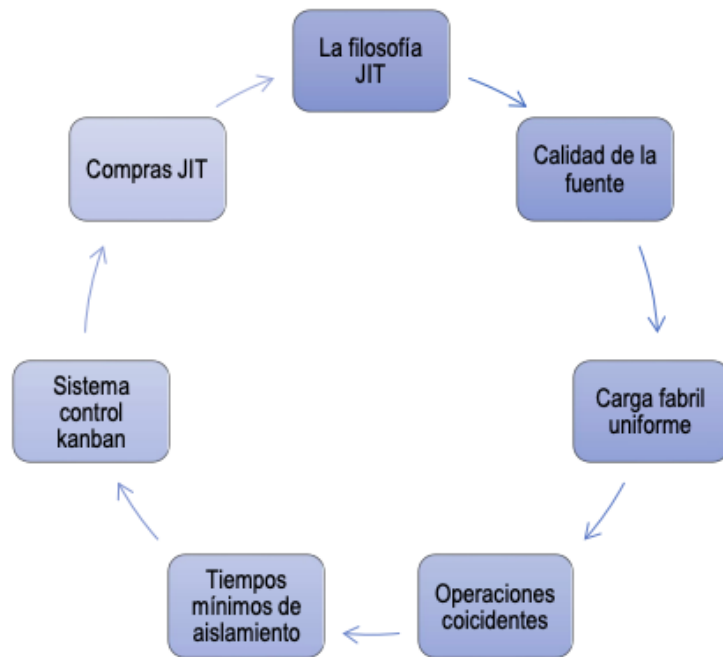 La filosofía
JIT
Calidad de la
fuente
Carga fabril
uniforme
Operaciones
coicidentes
Tiempos
mínimos de
aislamiento
Sistema
control
kanban
Compras JIT